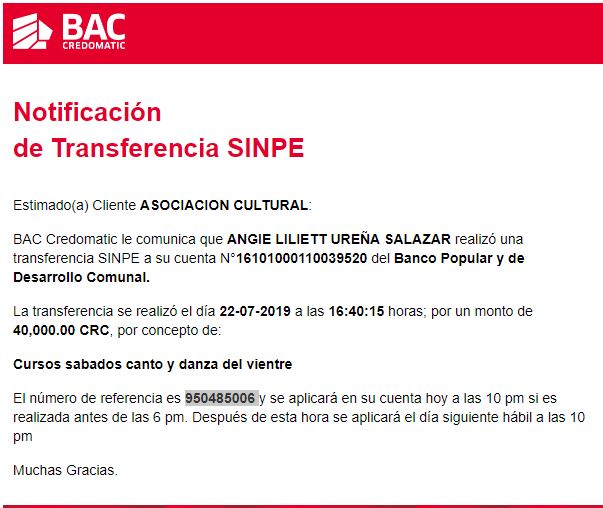 BAC
CREDOMATIC
Notificación
de Transferencia SINPE
Estimado(a) Cliente ASOCIACION CULTURAL:
BAC Credomatic le comunica que ANGIE LILIETT UREÑA SALAZAR realizó una
transferencia SINPE a su cuenta N°16101000110039520 del Banco Popular y de
Desarrollo Comunal.
La transferencia se realizó el día 22-07-2019 a las 16:40:15 horas; por un monto de
40,000.00 CRC, por concepto de:
Cursos sabados canto y danza del vientre
El número de referencia es 950485006 y se aplicará en su cuenta hoy a las 10 pm si es
realizada antes de las 6 pm. Después de esta hora se aplicará el día siguiente hábil a las 10
pm
Muchas Gracias.